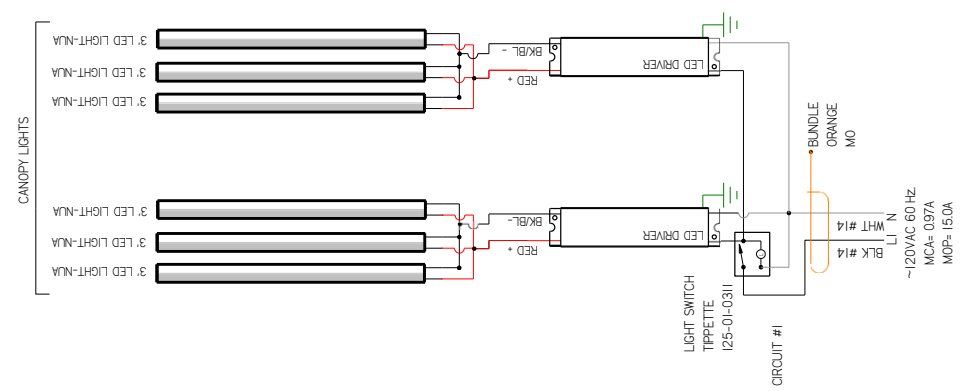 CANOPY LIGHTS
3' LED LIGHT-NUA
3' LED LIGHT-NUA
3' LED LIGHT-NUA
BK/BL -
RED +
LED DRIVER
3' LED LIGHT-NUA
3' LED LIGHT-NUA
3' LED LIGHT-NUA
BK/BL-
RED +
LED DRIVER
BUNDLE
ORANGE
MO
WHT #14
BLK #14
L1 N
~120VAC 60 HZ.
MCA= 0.97A
MOP= 15.0A
LIGHT SWITCH
TIPPETTE
125-01-0311
CIRCUIT #1